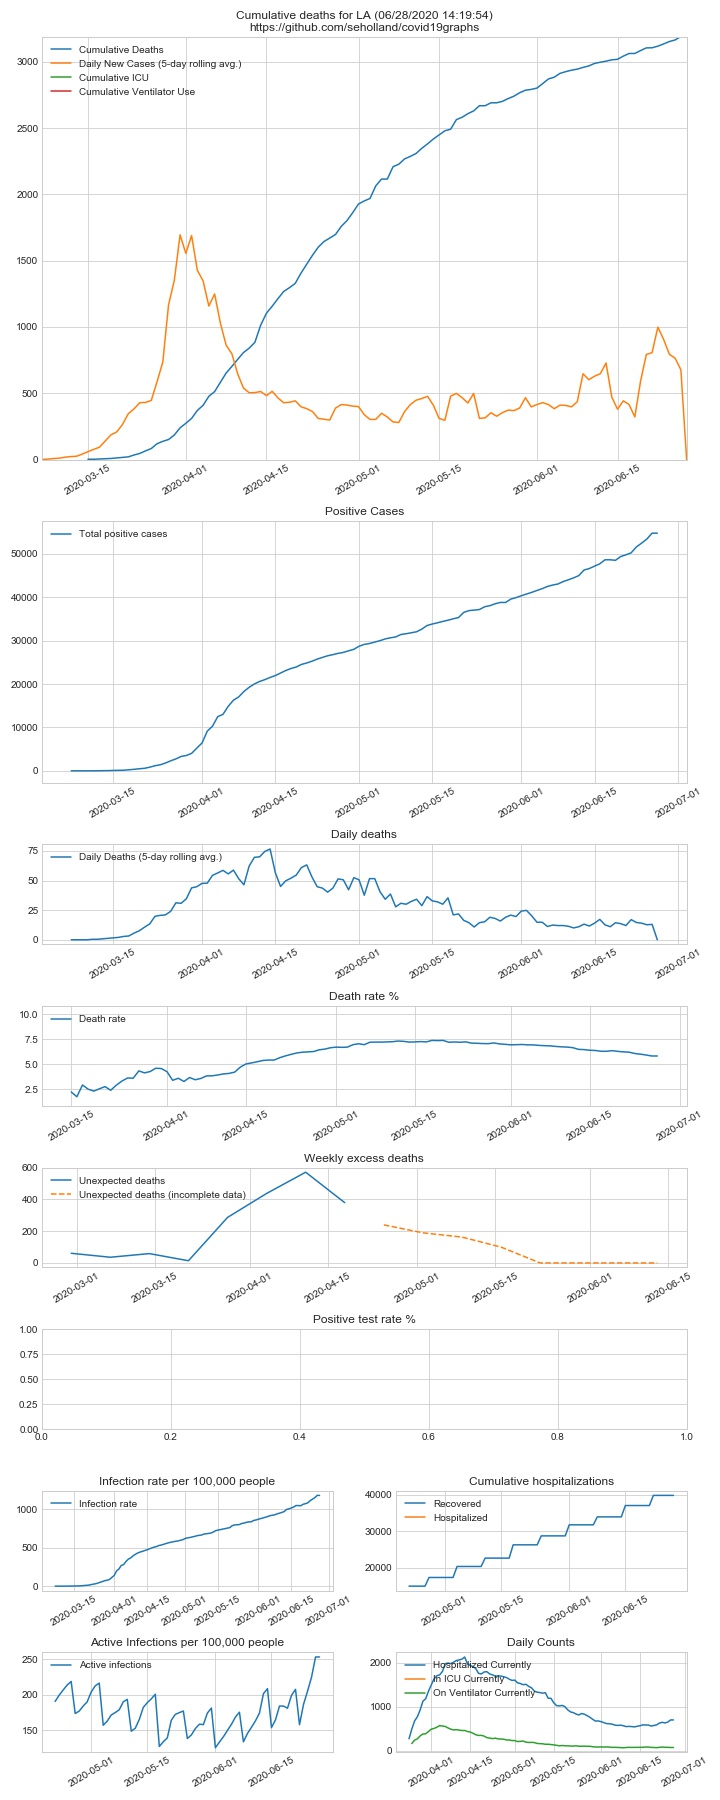 Cumulative deaths for LA (06/28/2020 14:19:54)
https://github.com/seholland/covid19graphs
Cumulative Deaths
Daily New Cases (5-day rolling avg.)
Cumulative ICU
Cumulative Ventilator Use
3000
2500
2000
1500
1000
500
0
2020-03-15 2020-04-01 2020-04-15 2020-05-01 2020-05-15 2020-06-01 2020-06-15
Positive Cases
Total positive cases
50000
40000
30000
20000
10000
0
2020-03-15 2020-04-01 2020-04-15 2020-05-01 2020-05-15 2020-06-01 2020-06-15 2020-07-01
Daily deaths
Daily Deaths (5-day rolling avg.)
75
50
25
0
2020-03-15 2020-04-01 2020-04-15 2020-05-01 2020-05-15 2020-06-01 2020-06-15 2020-07-01
Death rate %
Death rate
10.0
7.5
5.0
2.5
2020-03-15 2020-04-01 2020-04-15 2020-05-01 2020-05-15 2020-06-01 2020-06-15 2020-07-01
Weekly excess deaths
Unexpected deaths
Unexpected deaths (incomplete data)
600
400
200
0
2020-03-01 2020-03-15 2020-04-01 2020-04-15 2020-05-01 2020-05-15 2020-06-01 2020-06-15
Positive test rate %
1.00
0.75
0.50
0.25
0.00
0.0 0.2 0.4 0.6 0.8 1.0
Infection rate per 100,000 people
Infection rate
1000
500
0
2020-03-15 2020-04-01 2020-04-15 2020-05-01 2020-05-15 2020-06-01 2020-06-15 2020-07-01
Cumulative hospitalizations
Recovered
Hospitalized
40000
30000
20000
2020-05-01 2020-05-15 2020-06-01 2020-06-15
Active Infections per 100,000 people
Active infections
250
200
150
2020-05-01 2020-05-15 2020-06-01 2020-06-15
Daily Counts
Hospitalized Currently
In ICU Currently
On Ventilator Currently
2000
1000
0
2020-04-01 2020-04-15 2020-05-01 2020-05-15 2020-06-01 2020-06-15